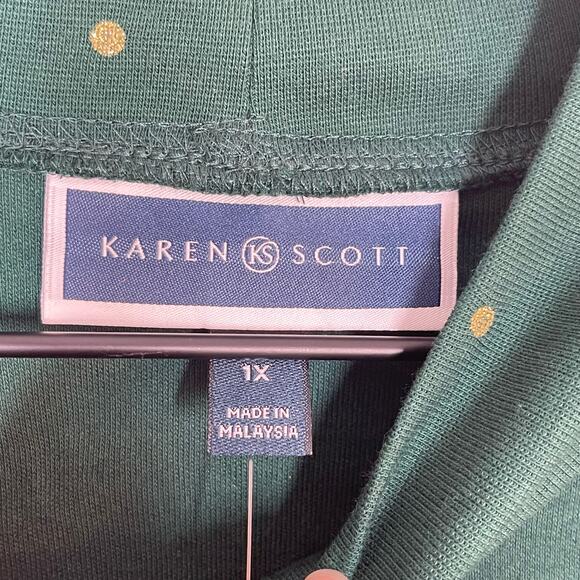 KAREN KS SCOTT
1X
MADE IN
MALAYSIA